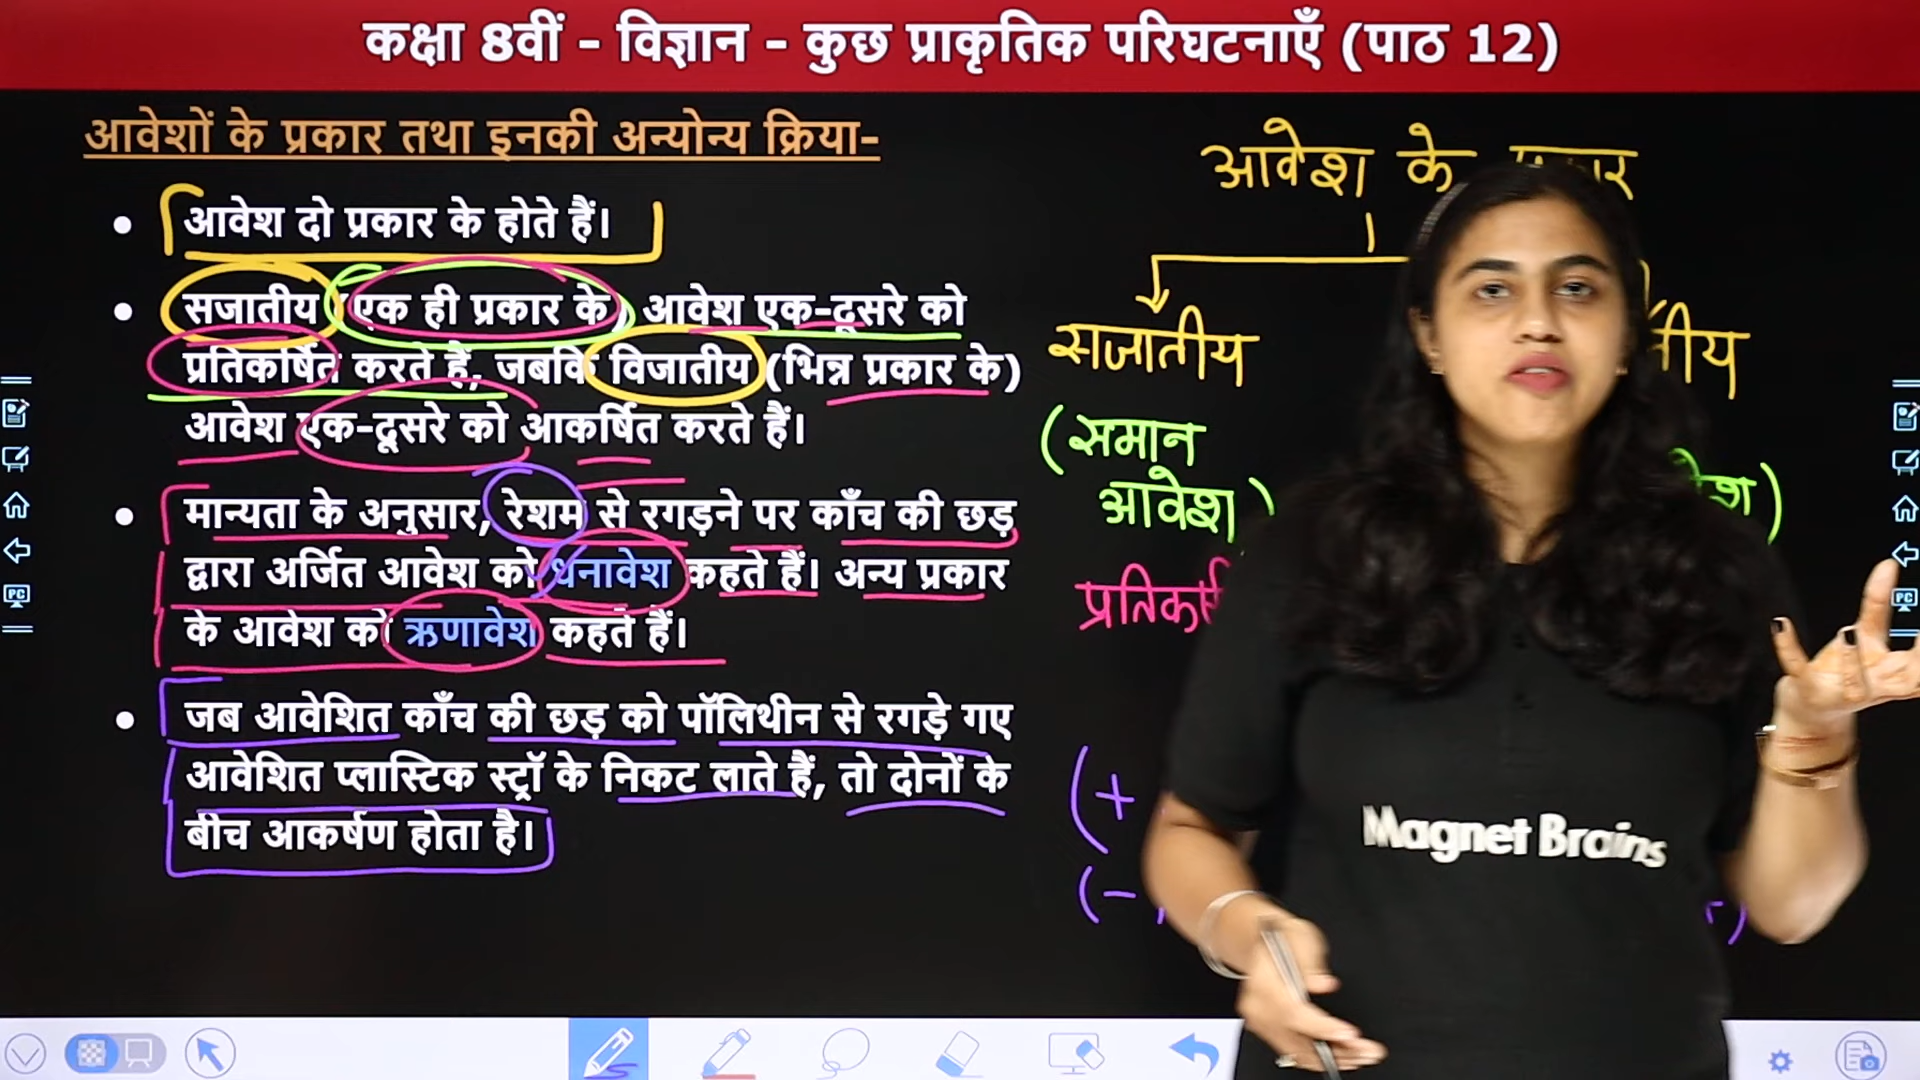 कक्षा 8वीं - विज्ञान - कुछ प्राकृतिक परिघटनाएँ (पाठ 12)
आवेशों के प्रकार तथा इनकी अन्योन्य क्रिया-
• आवेश दो प्रकार के होते हैं।
• सजातीय (एक ही प्रकार के) आवेश एक-दूसरे को
प्रतिकर्षित करते हैं, जबकि विजातीय (भिन्न प्रकार के)
आवेश एक-दूसरे को आकर्षित करते हैं।
• मान्यता के अनुसार, रेशम से रगड़ने पर काँच की छड़
द्वारा अर्जित आवेश को धनावेश कहते हैं। अन्य प्रकार
के आवेश को ऋणावेश कहते हैं।
• जब आवेशित काँच की छड़ को पॉलिथीन से रगड़े गए
आवेशित प्लास्टिक स्ट्रॉ के निकट लाते हैं, तो दोनों के
बीच आकर्षण होता है।
आवेश के
सजातीय
(समान
आवेश)
(+
(-
Magnet Brains
PC
PC